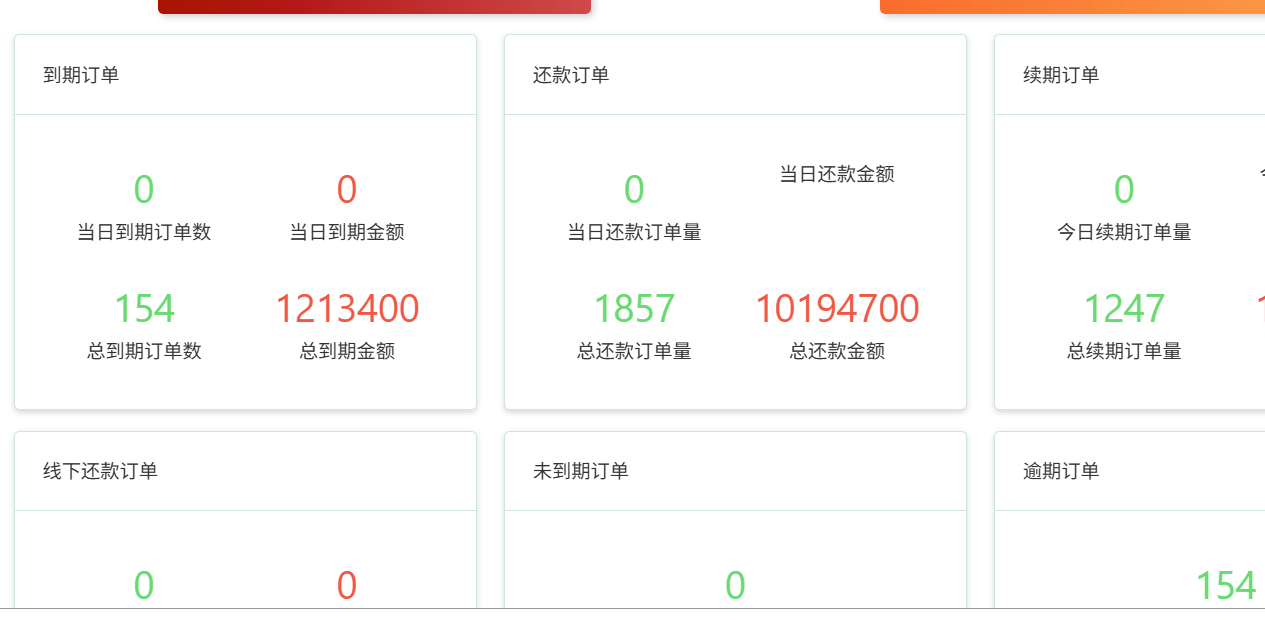 到期订单
0
当日到期订单数
0
当日到期金额
154
总到期订单数
1213400
总到期金额
还款订单
0
当日还款订单量
当日还款金额
1857
总还款订单量
10194700
总还款金额
续期订单
0
今日续期订单量
1247
总续期订单量
线下还款订单
0
0
未到期订单
0
逾期订单
154